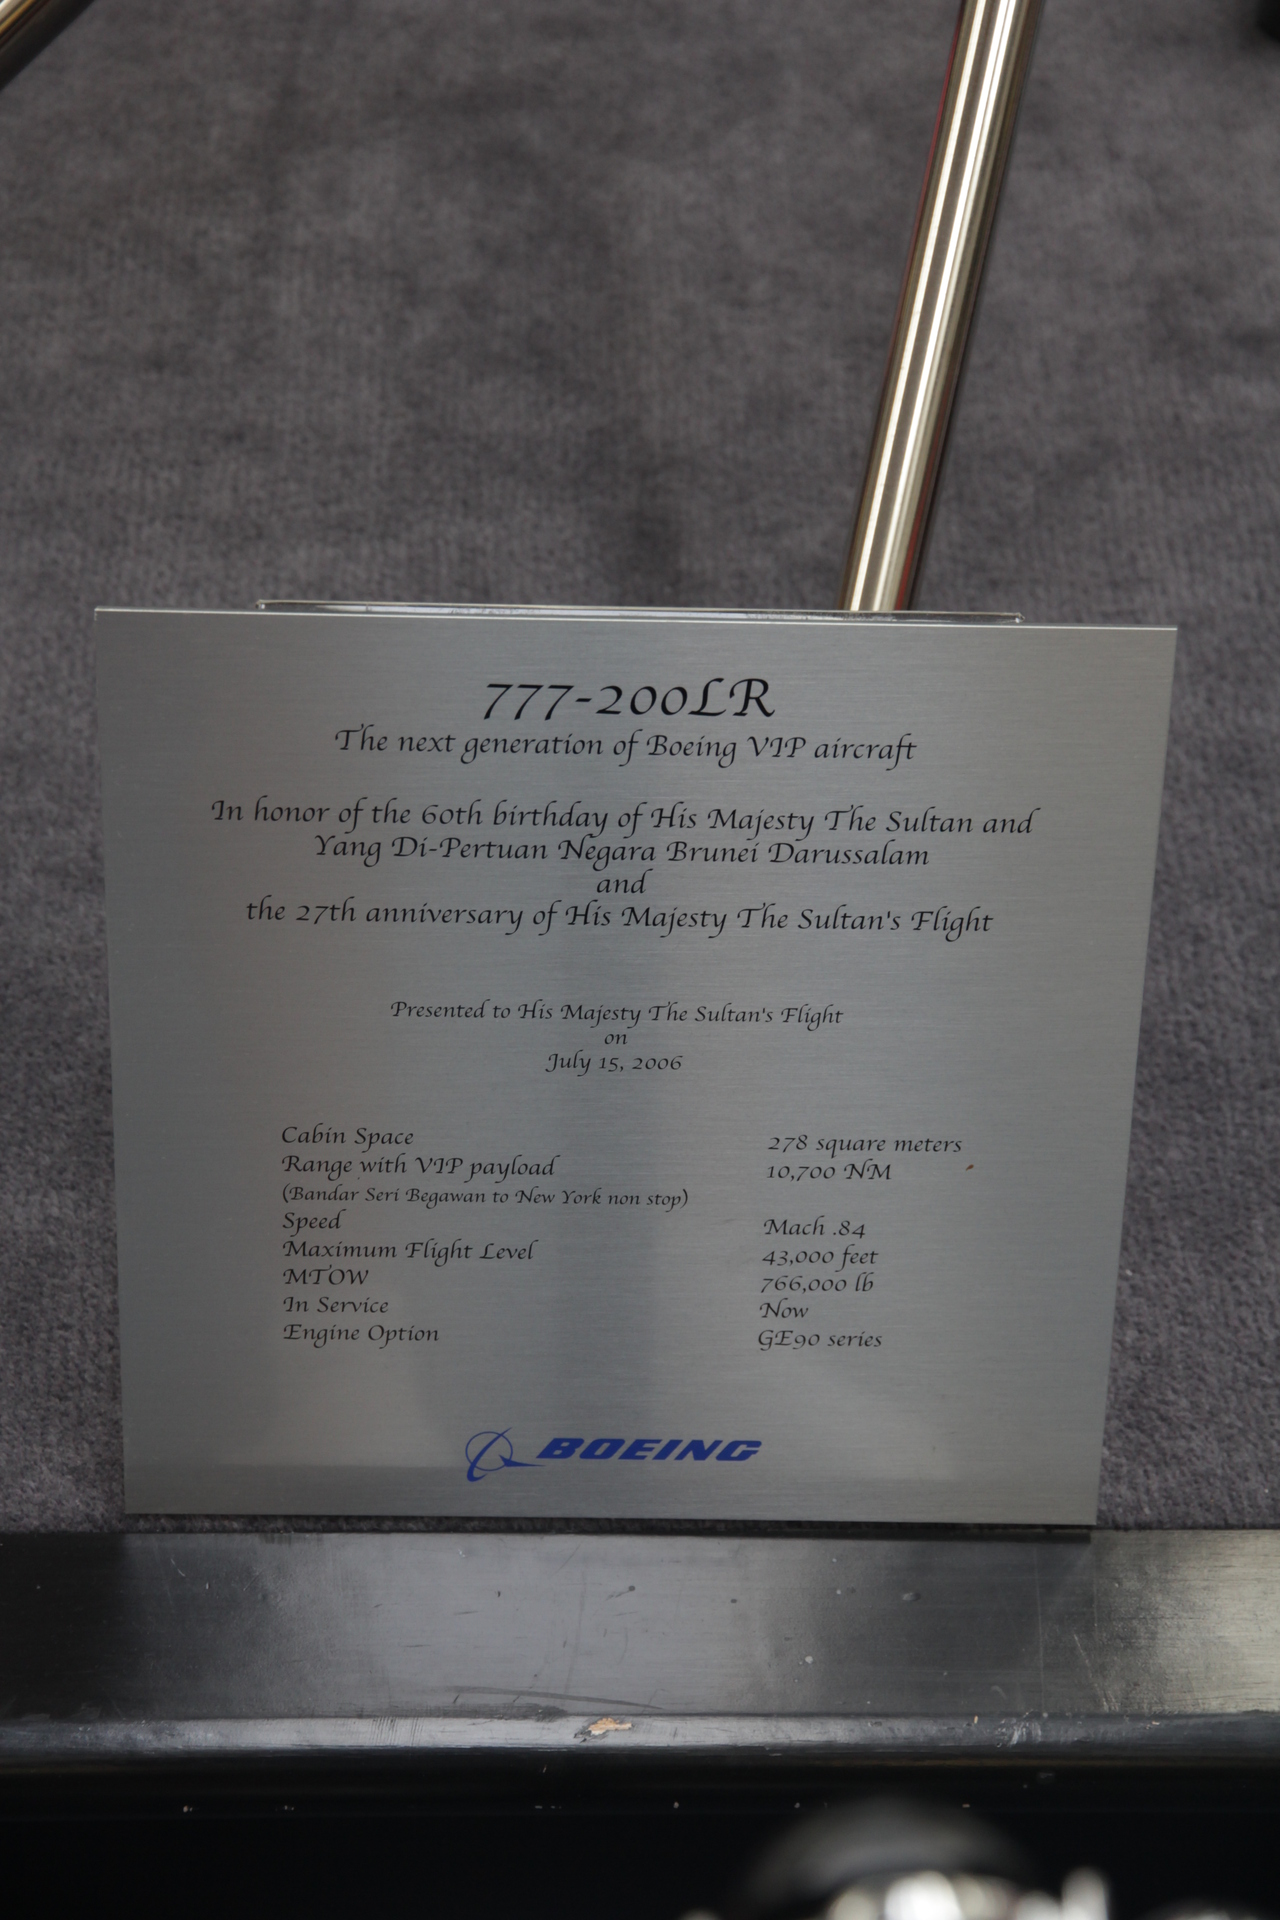 777-200LR
The next generation of Boeing VIP aircraft
In honor of the 60th birthday of His Majesty The Sultan and
Yang Di-Pertuan Negara Brunei Darussalam
and
the 27th anniversary of His Majesty The Sultan's Flight
Presented to His Majesty The Sultan's Flight
on
July 15, 2006
Cabin Space 278 square meters
Range with VIP payload 10,700 NM
(Bandar Seri Begawan to New York non stop)
Speed Mach .84
Maximum Flight Level 43,000 feet
MTOW 766,000 lb
In Service Now
Engine Option GE90 series
BOEING